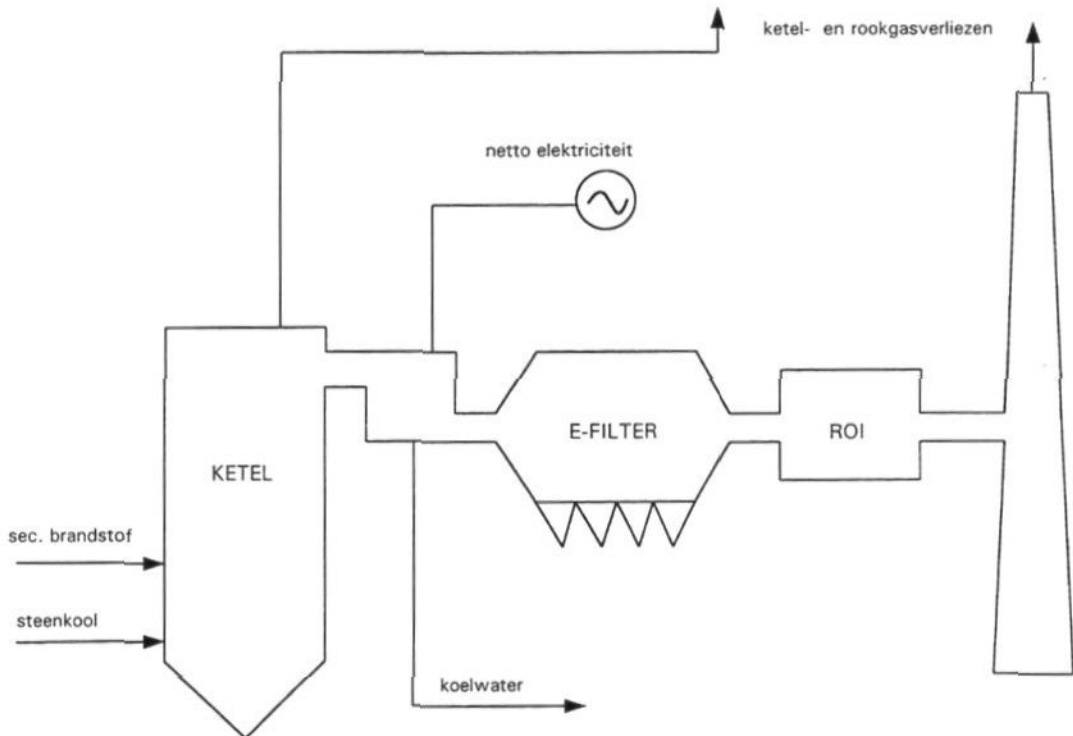 ketel- en rookgasverliezen
netto elektriciteit
E-FILTER
ROI
KETEL
sec. brandstof
steenkool
koelwater